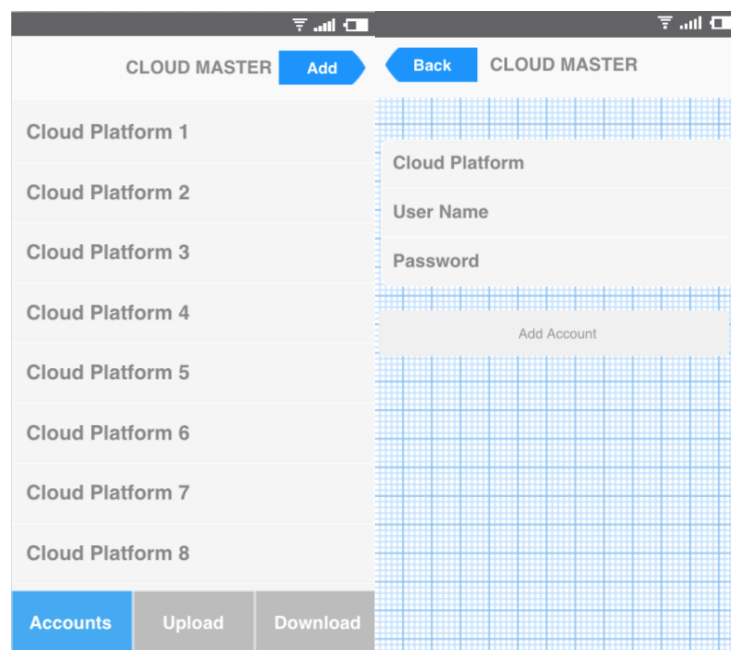 CLOUD MASTER Add
Cloud Platform 1
Cloud Platform 2
Cloud Platform 3
Cloud Platform 4
Cloud Platform 5
Cloud Platform 6
Cloud Platform 7
Cloud Platform 8
Accounts Upload Download
Back CLOUD MASTER
Cloud Platform
User Name
Password
Add Account